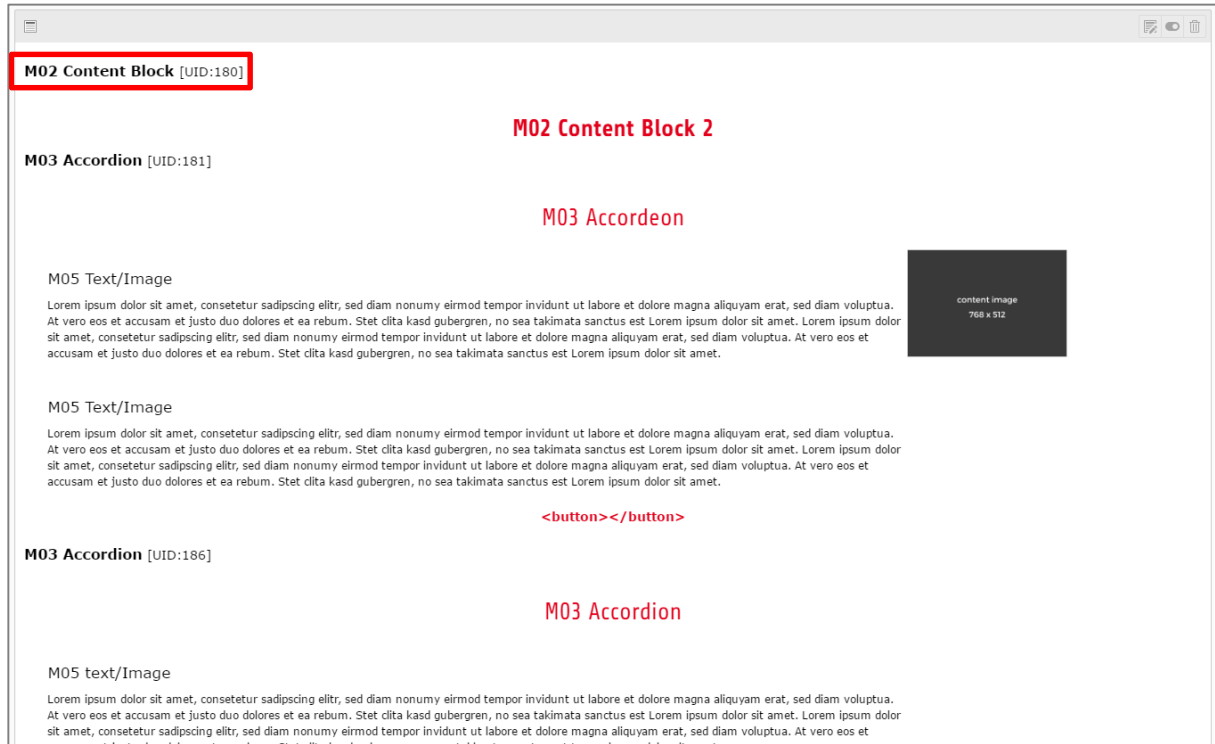 M02 Content Block [UID:180]
M02 Content Block 2
M03 Accordion [UID:181]
M03 Accordeon
M05 Text/Image
Lorem ipsum dolor sit amet, consetetur sadipscing elitr, sed diam nonumy eirmod tempor invidunt ut labore et dolore magna aliquyam erat, sed diam voluptua.
At vero eos et accusam et justo duo dolores et ea rebum. Stet clita kasd gubergren, no sea takimata sanctus est Lorem ipsum dolor sit amet. Lorem ipsum dolor
sit amet, consetetur sadipscing elitr, sed diam nonumy eirmod tempor invidunt ut labore et dolore magna aliquyam erat, sed diam voluptua. At vero eos et
accusam et justo duo dolores et ea rebum. Stet clita kasd gubergren, no sea takimata sanctus est Lorem ipsum dolor sit amet.
content image
768 x 512
M05 Text/Image
Lorem ipsum dolor sit amet, consetetur sadipscing elitr, sed diam nonumy eirmod tempor invidunt ut labore et dolore magna aliquyam erat, sed diam voluptua.
At vero eos et accusam et justo duo dolores et ea rebum. Stet clita kasd gubergren, no sea takimata sanctus est Lorem ipsum dolor sit amet. Lorem ipsum dolor
sit amet, consetetur sadipscing elitr, sed diam nonumy eirmod tempor invidunt ut labore et dolore magna aliquyam erat, sed diam voluptua. At vero eos et
accusam et justo duo dolores et ea rebum. Stet clita kasd gubergren, no sea takimata sanctus est Lorem ipsum dolor sit amet.
<button></button>
M03 Accordion [UID:186]
M03 Accordion
M05 text/Image
Lorem ipsum dolor sit amet, consetetur sadipscing elitr, sed diam nonumy eirmod tempor invidunt ut labore et dolore magna aliquyam erat, sed diam voluptua.
At vero eos et accusam et justo duo dolores et ea rebum. Stet clita kasd gubergren, no sea takimata sanctus est Lorem ipsum dolor sit amet. Lorem ipsum dolor
sit amet, consetetur sadipscing elitr, sed diam nonumy eirmod tempor invidunt ut labore et dolore magna aliquyam erat, sed diam voluptua. At vero eos et